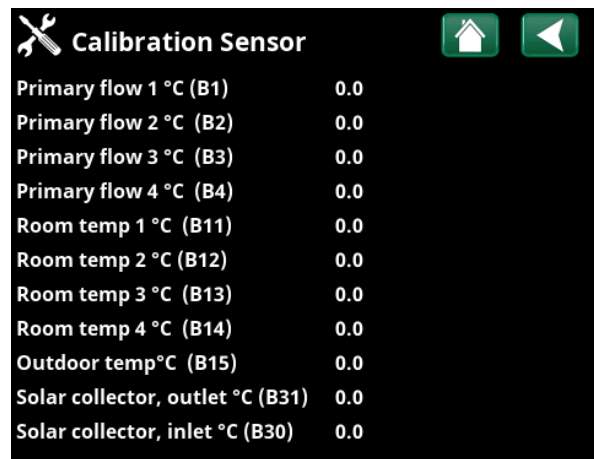 Calibration Sensor
Primary flow 1 °C (B1) 0.0
Primary flow 2 °C (B2) 0.0
Primary flow 3 °C (B3) 0.0
Primary flow 4 °C (B4) 0.0
Room temp 1 °C (B11) 0.0
Room temp 2 °C (B12) 0.0
Room temp 3 °C (B13) 0.0
Room temp 4 °C (B14) 0.0
Outdoor temp°C (B15) 0.0
Solar collector, outlet °C (B31) 0.0
Solar collector, inlet °C (B30) 0.0